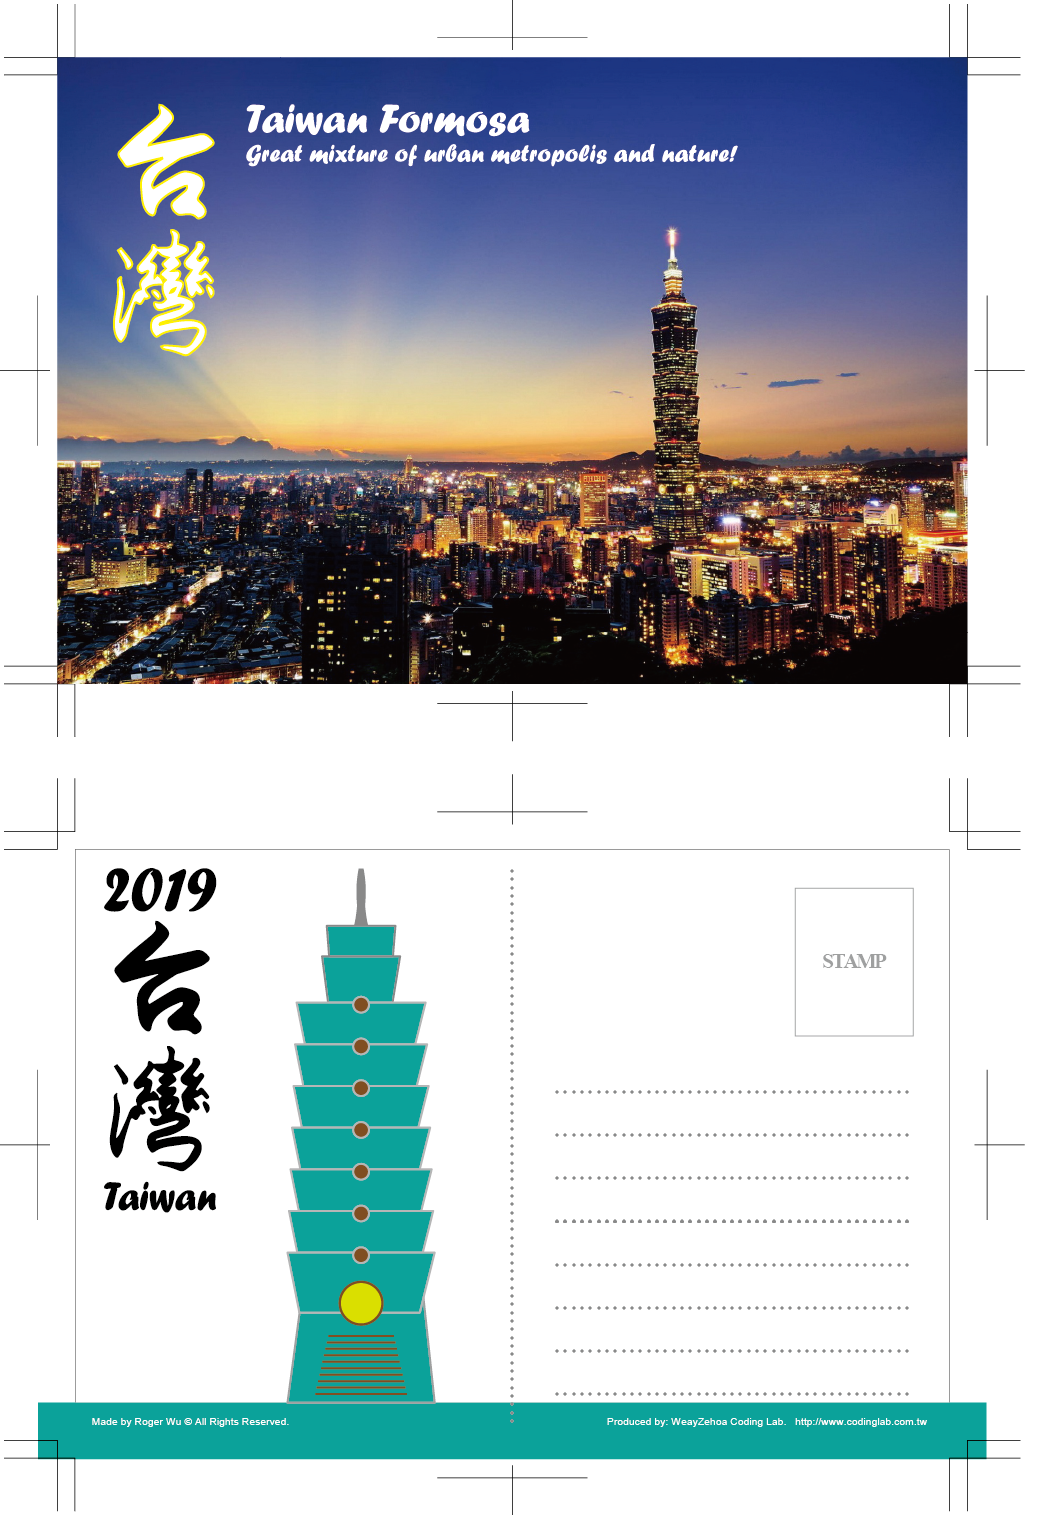 台灣
Taiwan Formosa
Great mixture of urban metropolis and nature!
2019
台灣
Taiwan
STAMP
Made by Roger Wu © All Rights Reserved.
Produced by: WeayZehoa Coding Lab. http://www.codinglab.com.tw